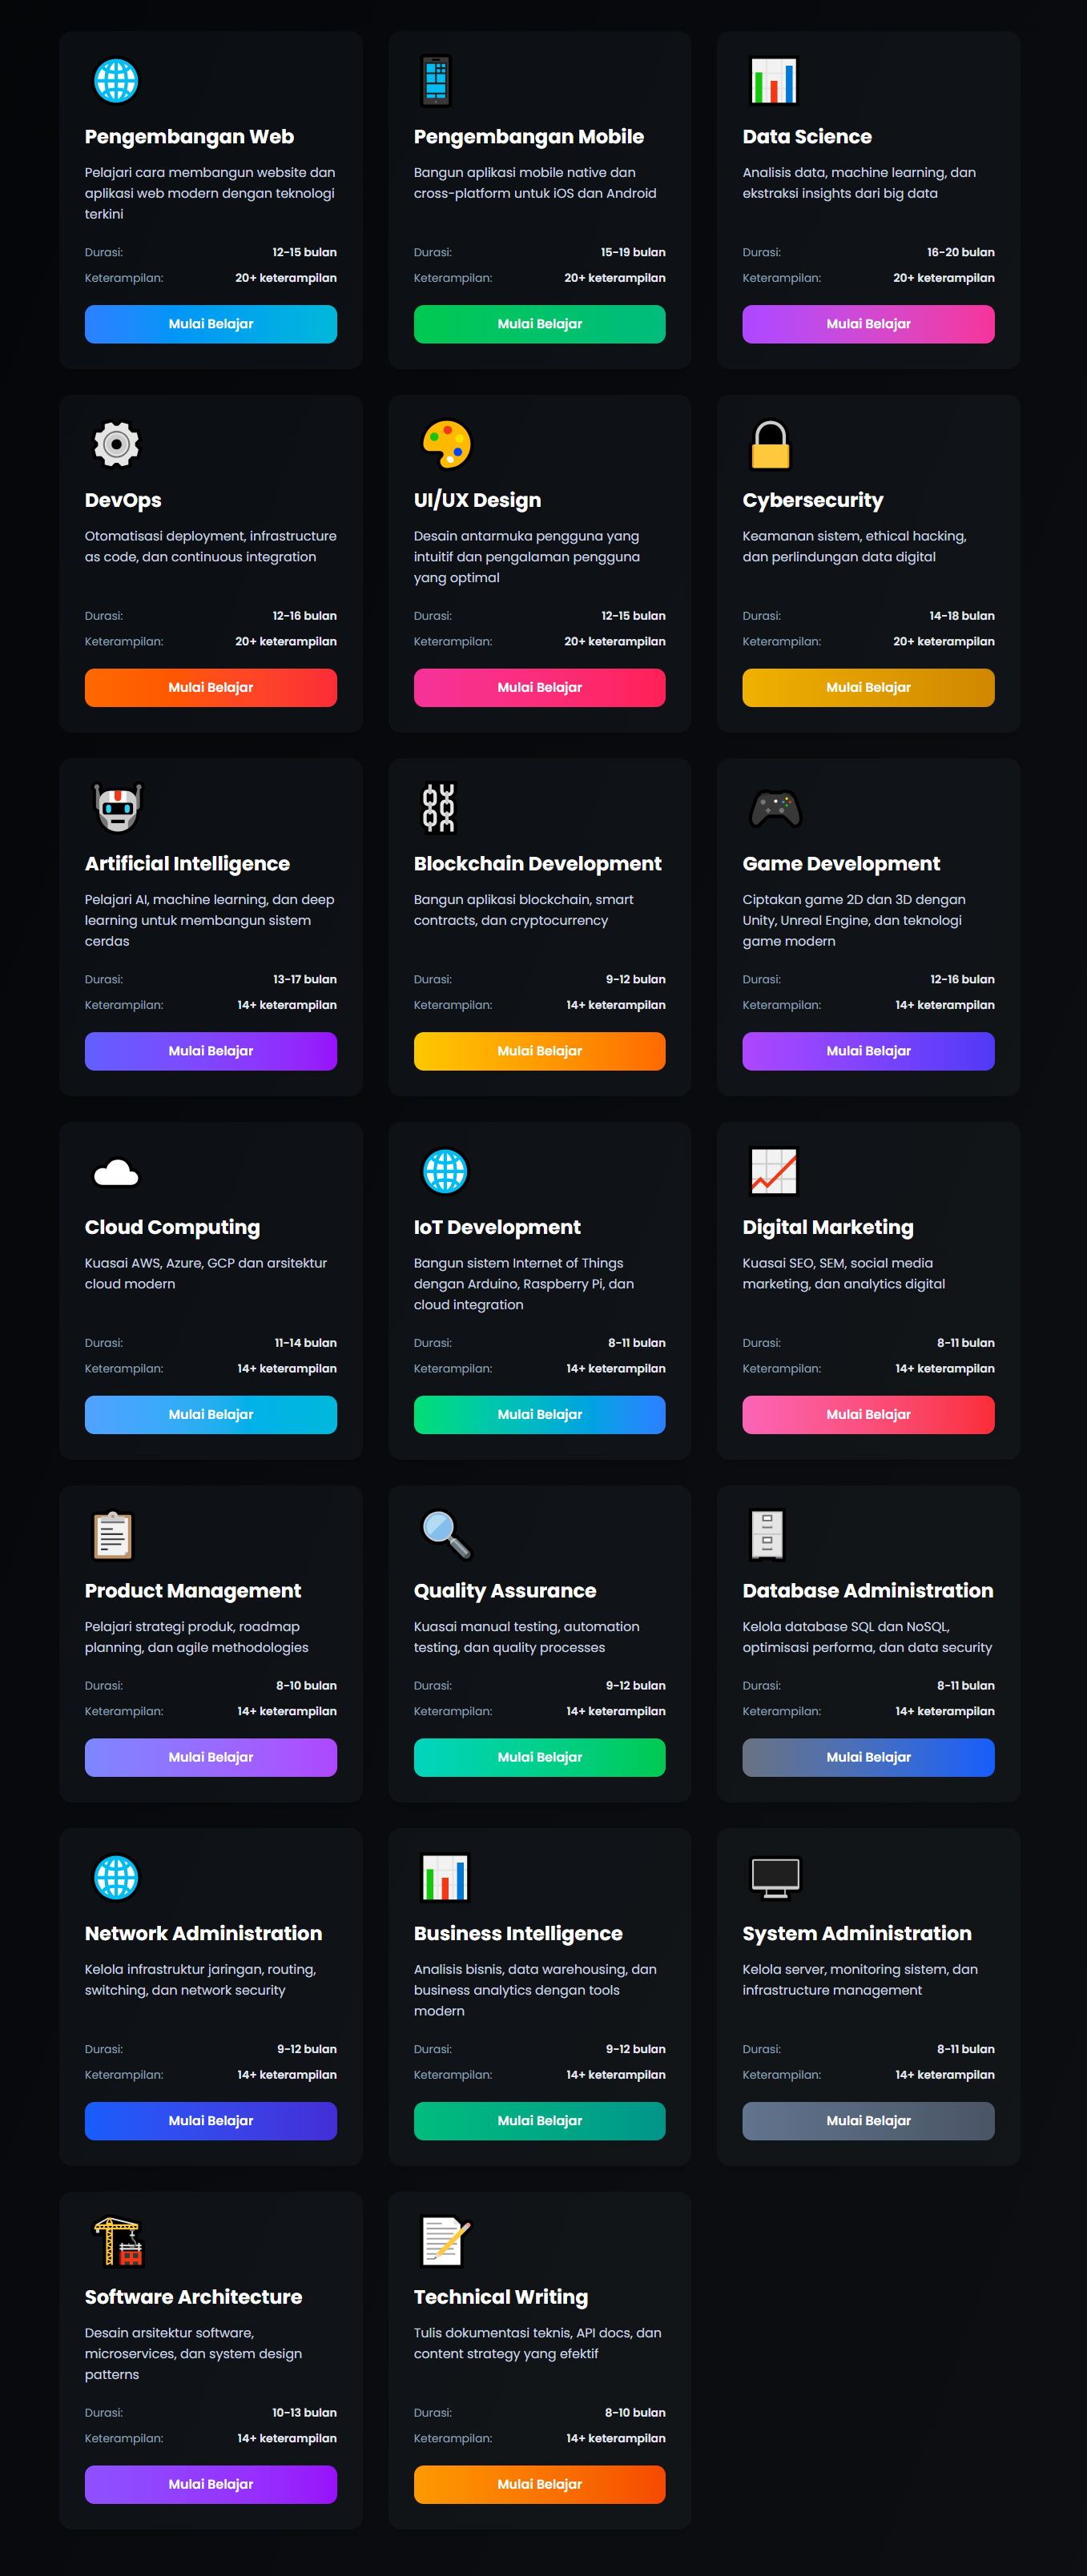 Pengembangan Web
Pelajari cara membangun website dan
aplikasi web modern dengan teknologi
terkini
Durasi: 12-15 bulan
Keterampilan: 20+ keterampilan
Mulai Belajar
Pengembangan Mobile
Bangun aplikasi mobile native dan
cross-platform untuk iOS dan Android
Durasi: 15-19 bulan
Keterampilan: 20+ keterampilan
Mulai Belajar
Data Science
Analisis data, machine learning, dan
ekstraksi insights dari big data
Durasi: 16-20 bulan
Keterampilan: 20+ keterampilan
Mulai Belajar
DevOps
Otomatisasi deployment, infrastructure
as code, dan continuous integration
Durasi: 12-16 bulan
Keterampilan: 20+ keterampilan
Mulai Belajar
UI/UX Design
Desain antarmuka pengguna yang
intuitif dan pengalaman pengguna
yang optimal
Durasi: 12-15 bulan
Keterampilan: 20+ keterampilan
Mulai Belajar
Cybersecurity
Keamanan sistem, ethical hacking,
dan perlindungan data digital
Durasi: 14-18 bulan
Keterampilan: 20+ keterampilan
Mulai Belajar
Artificial Intelligence
Pelajari AI, machine learning, dan deep
learning untuk membangun sistem
cerdas
Durasi: 13-17 bulan
Keterampilan: 14+ keterampilan
Mulai Belajar
Blockchain Development
Bangun aplikasi blockchain, smart
contracts, dan cryptocurrency
Durasi: 9-12 bulan
Keterampilan: 14+ keterampilan
Mulai Belajar
Game Development
Ciptakan game 2D dan 3D dengan
Unity, Unreal Engine, dan teknologi
game modern
Durasi: 12-16 bulan
Keterampilan: 14+ keterampilan
Mulai Belajar
Cloud Computing
Kuasai AWS, Azure, GCP dan arsitektur
cloud modern
Durasi: 11-14 bulan
Keterampilan: 14+ keterampilan
Mulai Belajar
IoT Development
Bangun sistem Internet of Things
dengan Arduino, Raspberry Pi, dan
cloud integration
Durasi: 8-11 bulan
Keterampilan: 14+ keterampilan
Mulai Belajar
Digital Marketing
Kuasai SEO, SEM, social media
marketing, dan analytics digital
Durasi: 8-11 bulan
Keterampilan: 14+ keterampilan
Mulai Belajar
Product Management
Pelajari strategi produk, roadmap
planning, dan agile methodologies
Durasi: 8-10 bulan
Keterampilan: 14+ keterampilan
Mulai Belajar
Quality Assurance
Kuasai manual testing, automation
testing, dan quality processes
Durasi: 9-12 bulan
Keterampilan: 14+ keterampilan
Mulai Belajar
Database Administration
Kelola database SQL dan NoSQL,
optimisasi performa, dan data security
Durasi: 8-11 bulan
Keterampilan: 14+ keterampilan
Mulai Belajar
Network Administration
Kelola infrastruktur jaringan, routing,
switching, dan network security
Durasi: 9-12 bulan
Keterampilan: 14+ keterampilan
Mulai Belajar
Business Intelligence
Analisis bisnis, data warehousing, dan
business analytics dengan tools
modern
Durasi: 9-12 bulan
Keterampilan: 14+ keterampilan
Mulai Belajar
System Administration
Kelola server, monitoring sistem, dan
infrastructure management
Durasi: 8-11 bulan
Keterampilan: 14+ keterampilan
Mulai Belajar
Software Architecture
Desain arsitektur software,
microservices, dan system design
patterns
Durasi: 10-13 bulan
Keterampilan: 14+ keterampilan
Mulai Belajar
Technical Writing
Tulis dokumentasi teknis, API docs, dan
content strategy yang efektif
Durasi: 8-10 bulan
Keterampilan: 14+ keterampilan
Mulai Belajar